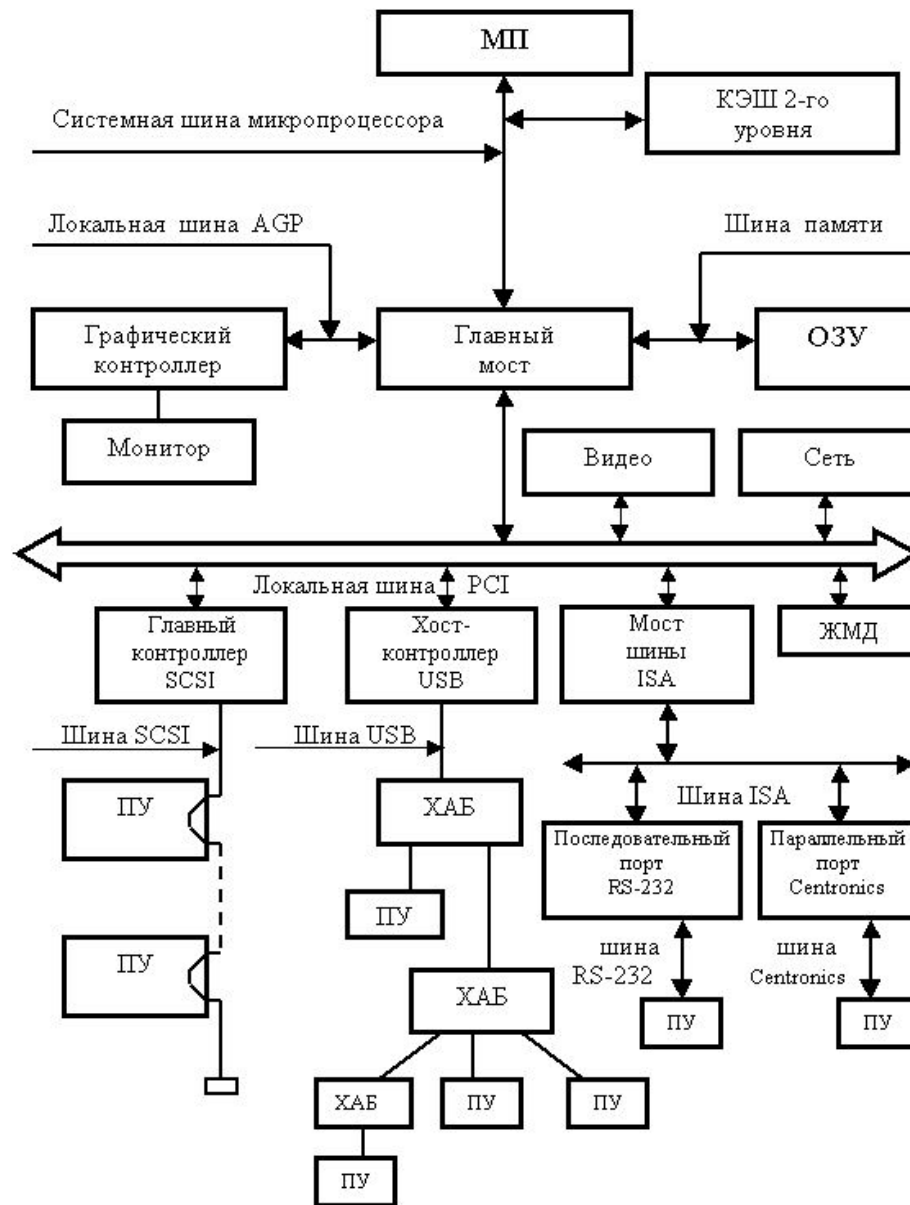 МП
КЭШ 2-го
уровня
Системная шина микропроцессора
Локальная шина AGP
Шина памяти
Графический
контроллер
Главный
мост
ОЗУ
Монитор
Видео
Сеть
Локальная шина PCI
Главный
контроллер
SCSI
Хост-
контроллер
USB
Мост
шины
ISA
ЖМД
Шина SCSI
Шина USB
ПУ
ХАБ
Шина ISA
Последовательный
порт
RS-232
Параллельный
порт
Centronics
ПУ
ПУ
шина
RS-232
шина
Centronics
ХАБ
ПУ
ПУ
ХАБ
ПУ
ПУ
ПУ